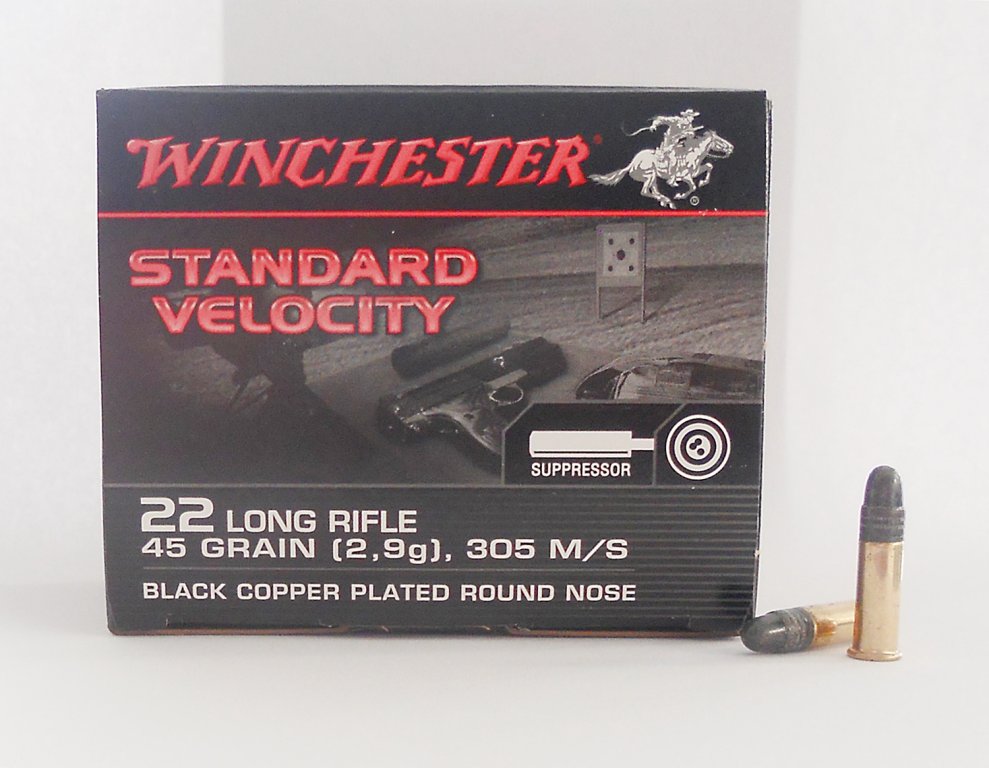 WINCHESTER
®
STANDARD
VELOCITY
SUPPRESSOR
22 LONG RIFLE
45 GRAIN (2,9g), 305 M/S
BLACK COPPER PLATED ROUND NOSE